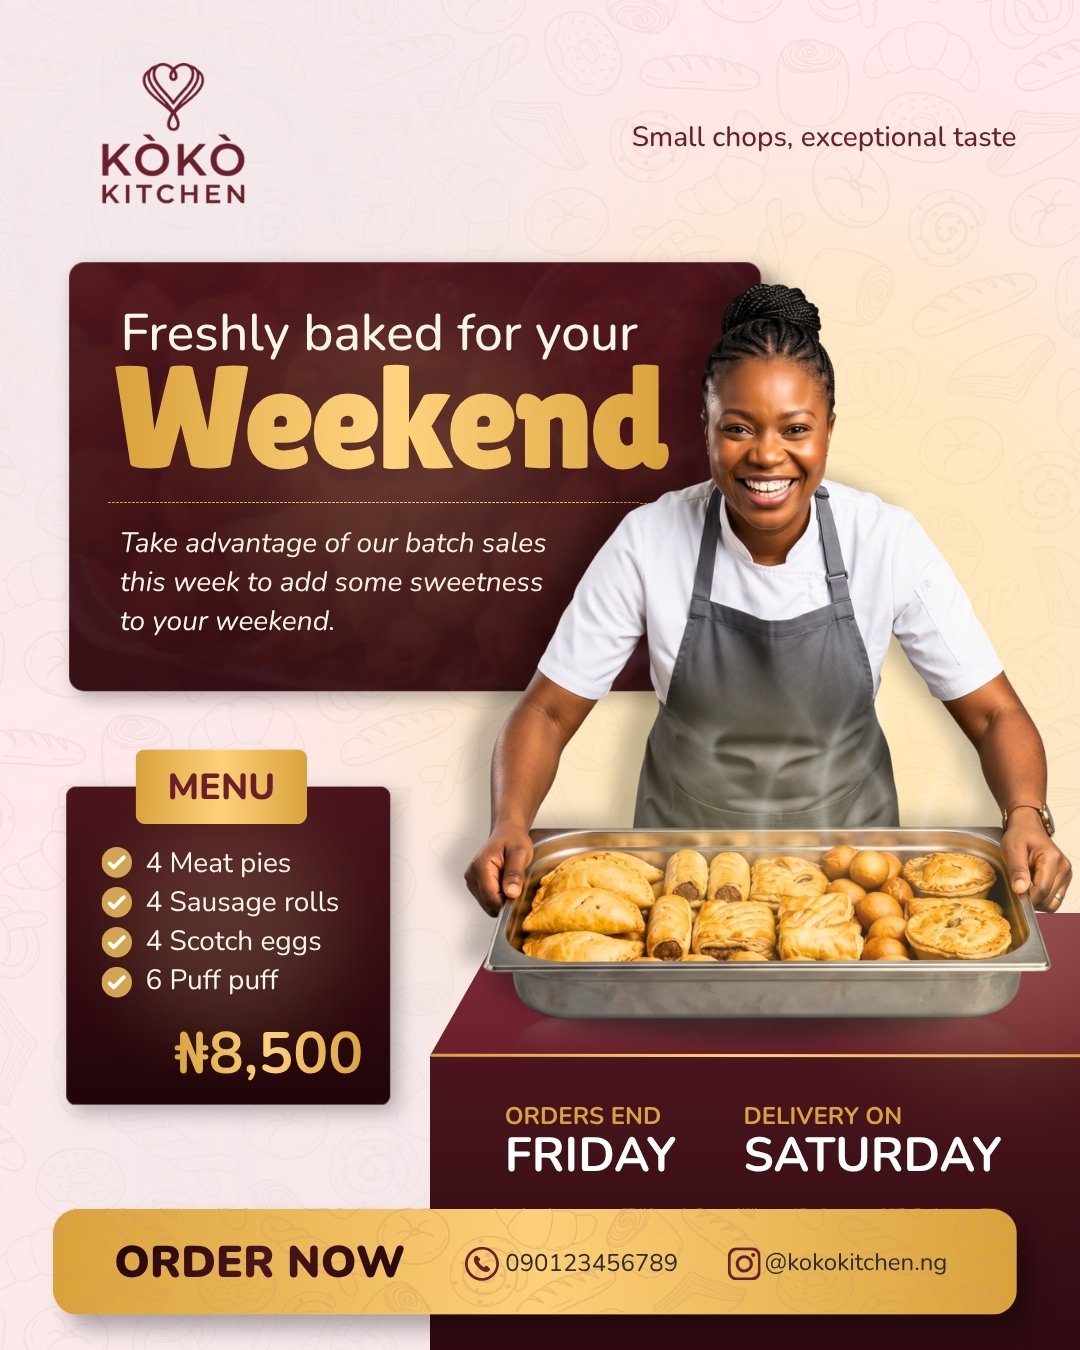 KÒKÒ
KITCHEN
Small chops, exceptional taste
Freshly baked for your
Weekend
Take advantage of our batch sales
this week to add some sweetness
to your weekend.
MENU
4 Meat pies
4 Sausage rolls
4 Scotch eggs
6 Puff puff
₦8,500
ORDERS END
FRIDAY
DELIVERY ON
SATURDAY
ORDER NOW
090123456789
@kokokitchen.ng